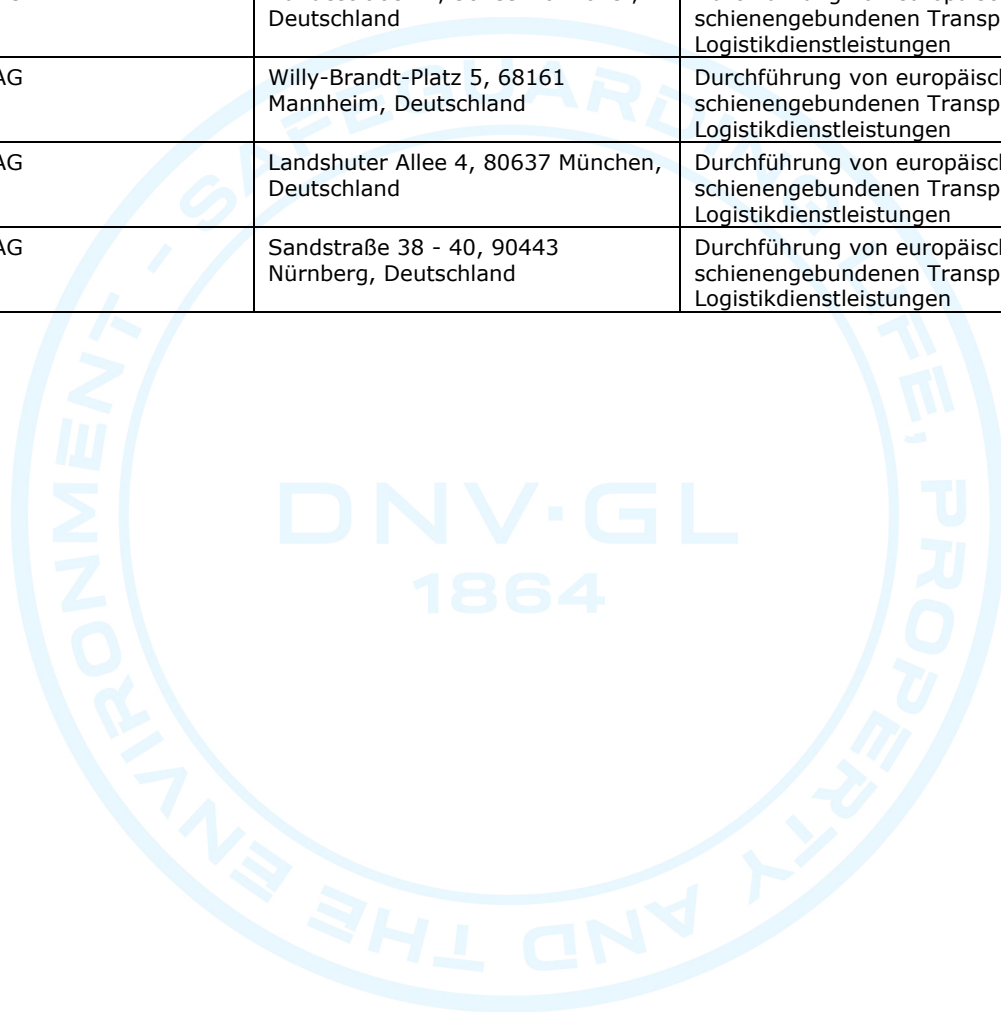 Deutschland
schienengebundenen Transp
Logistikdienstleistungen
AG
Willy-Brandt-Platz 5, 68161
Mannheim, Deutschland
Durchführung von europäisch
schienengebundenen Transp
Logistikdienstleistungen
AG
Landshuter Allee 4, 80637 München,
Deutschland
Durchführung von europäisch
schienengebundenen Transp
Logistikdienstleistungen
AG
Sandstraße 38 - 40, 90443
Nürnberg, Deutschland
Durchführung von europäisch
schienengebundenen Transp
Logistikdienstleistungen
SAFEGUARDING LIFE, PROPERTY AND THE ENVIRONMENT -
DNV·GL
1864